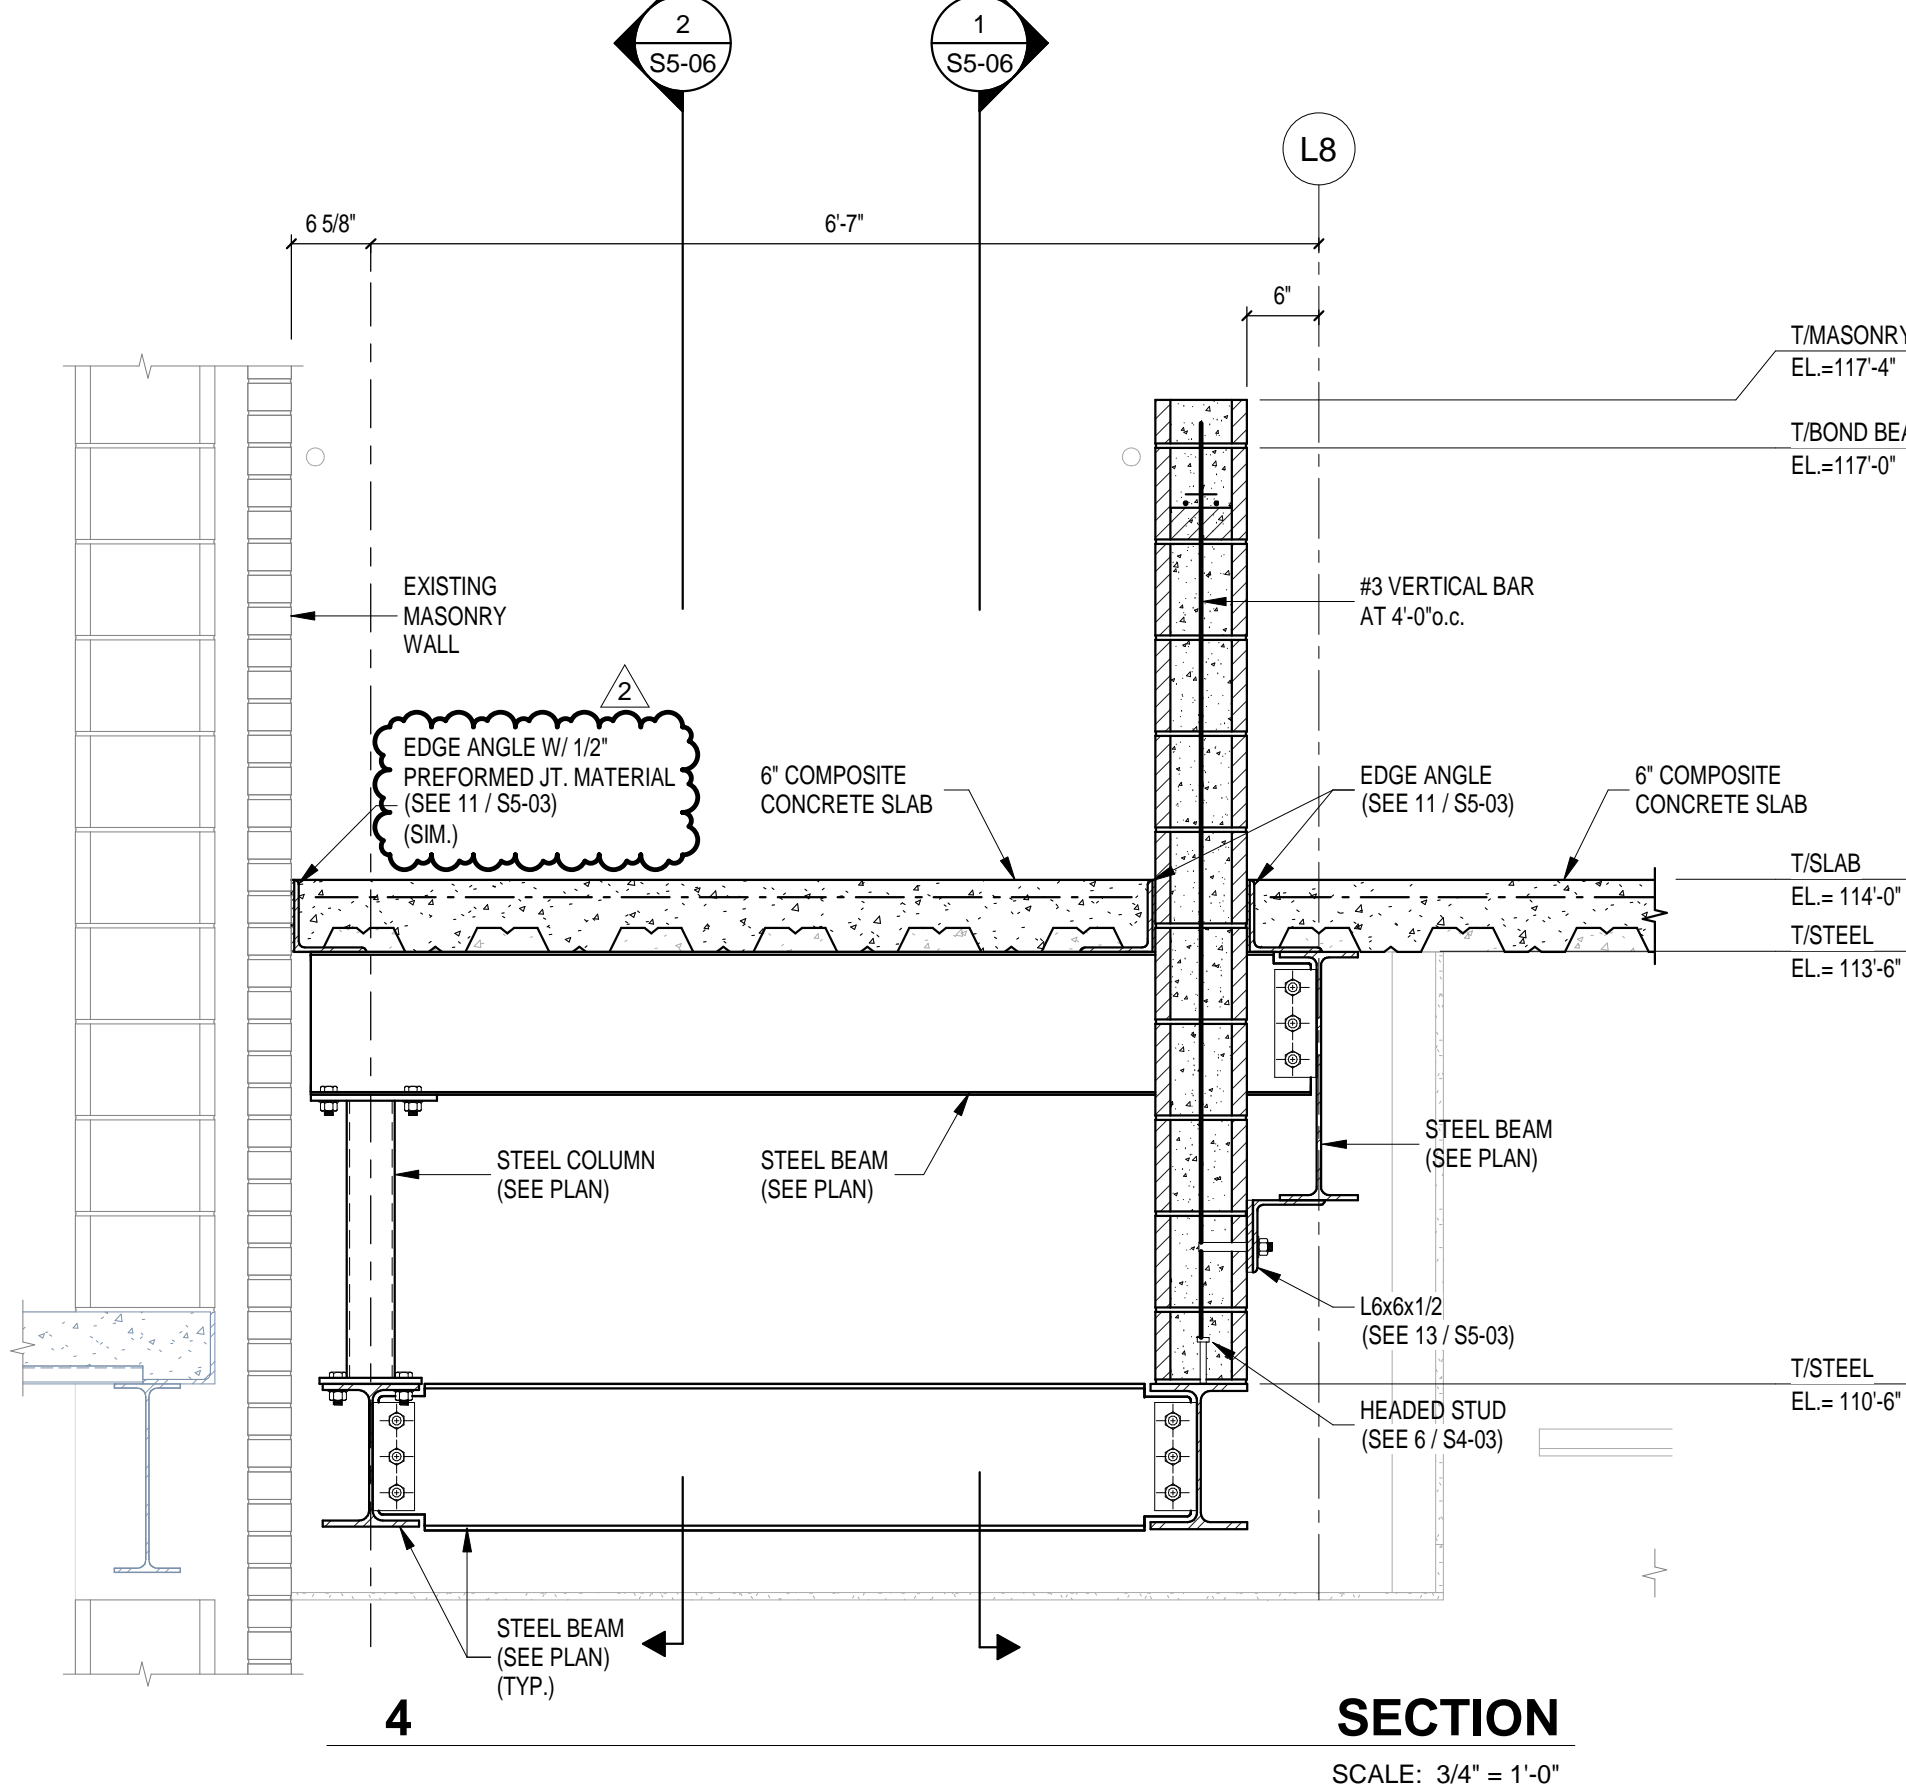 2
S5-06
1
S5-06
L8
6 5/8"
6'-7"
6"
T/MASONRY
EL.=117'-4"
T/BOND BEA
EL.=117'-0"
EXISTING
MASONRY
WALL
#3 VERTICAL BAR
AT 4'-0"o.c.
2
EDGE ANGLE W/ 1/2"
PREFORMED JT. MATERIAL
(SEE 11 / S5-03)
(SIM.)
6" COMPOSITE
CONCRETE SLAB
EDGE ANGLE
(SEE 11 / S5-03)
6" COMPOSITE
CONCRETE SLAB
T/SLAB
EL.= 114'-0"
T/STEEL
EL.= 113'-6"
STEEL COLUMN
(SEE PLAN)
STEEL BEAM
(SEE PLAN)
STEEL BEAM
(SEE PLAN)
L6x6x1/2
(SEE 13 / S5-03)
T/STEEL
EL.= 110'-6"
HEADED STUD
(SEE 6 / S4-03)
STEEL BEAM
(SEE PLAN)
(TYP.)
4
SECTION
SCALE: 3/4" = 1'-0"